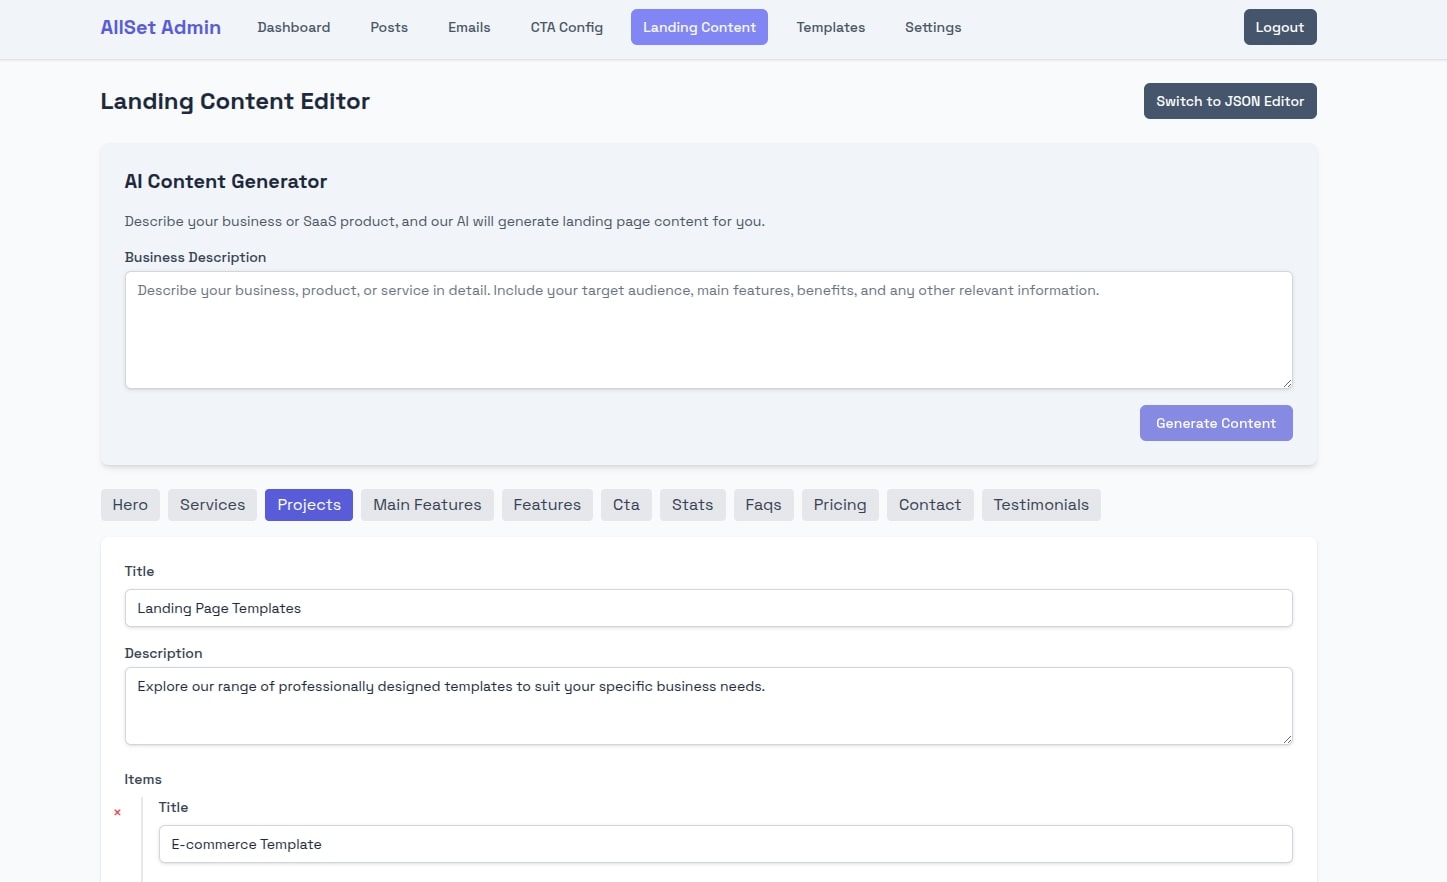 AllSet Admin Dashboard Posts Emails CTA Config Landing Content Templates Settings Logout
Landing Content Editor Switch to JSON Editor
AI Content Generator
Describe your business or SaaS product, and our AI will generate landing page content for you.
Business Description
Describe your business, product, or service in detail. Include your target audience, main features, benefits, and any other relevant information.
Generate Content
Hero Services Projects Main Features Features Cta Stats Faqs Pricing Contact Testimonials
Title
Landing Page Templates
Description
Explore our range of professionally designed templates to suit your specific business needs.
Items
× Title
E-commerce Template